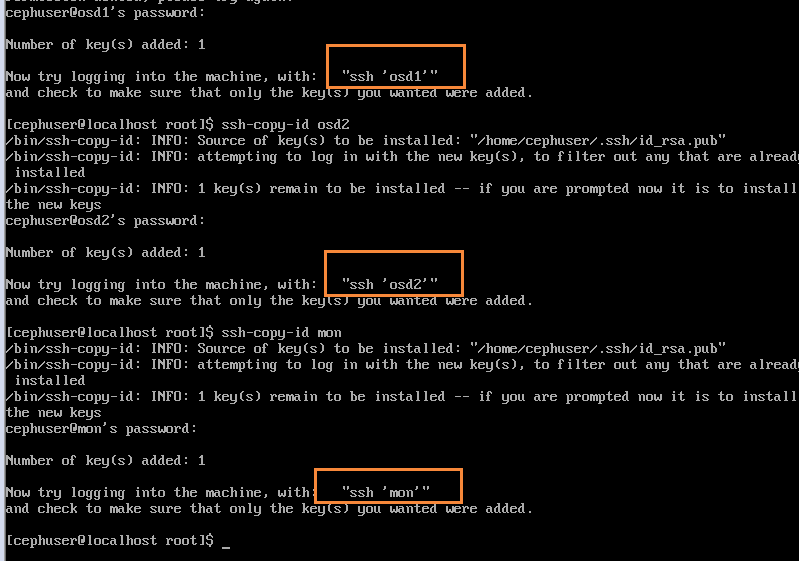 cephuser@osd1's password:
Number of key(s) added: 1
Now try logging into the machine, with:   "ssh 'osd1'"
and check to make sure that only the key(s) you wanted were added.
[cephuser@localhost root]$ ssh-copy-id osd2
/bin/ssh-copy-id: INFO: Source of key(s) to be installed: "/home/cephuser/.ssh/id_rsa.pub"
/bin/ssh-copy-id: INFO: attempting to log in with the new key(s), to filter out any that are already
 installed
/bin/ssh-copy-id: INFO: 1 key(s) remain to be installed -- if you are prompted now it is to install
the new keys
cephuser@osd2's password:
Number of key(s) added: 1
Now try logging into the machine, with:   "ssh 'osd2'"
and check to make sure that only the key(s) you wanted were added.
[cephuser@localhost root]$ ssh-copy-id mon
/bin/ssh-copy-id: INFO: Source of key(s) to be installed: "/home/cephuser/.ssh/id_rsa.pub"
/bin/ssh-copy-id: INFO: attempting to log in with the new key(s), to filter out any that are already
 installed
/bin/ssh-copy-id: INFO: 1 key(s) remain to be installed -- if you are prompted now it is to install
the new keys
cephuser@mon's password:
Number of key(s) added: 1
Now try logging into the machine, with:   "ssh 'mon'"
and check to make sure that only the key(s) you wanted were added.
[cephuser@localhost root]$ _